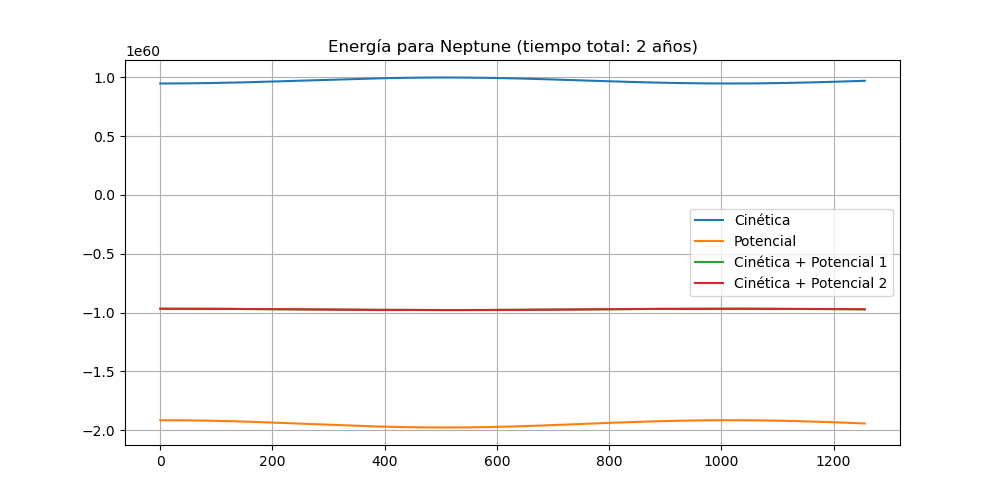 Energía para Neptune (tiempo total: 2 años)
1e60
1.0
0.5
0.0
−0.5
−1.0
−1.5
−2.0
Cinética
Potencial
Cinética + Potencial 1
Cinética + Potencial 2
0 200 400 600 800 1000 1200